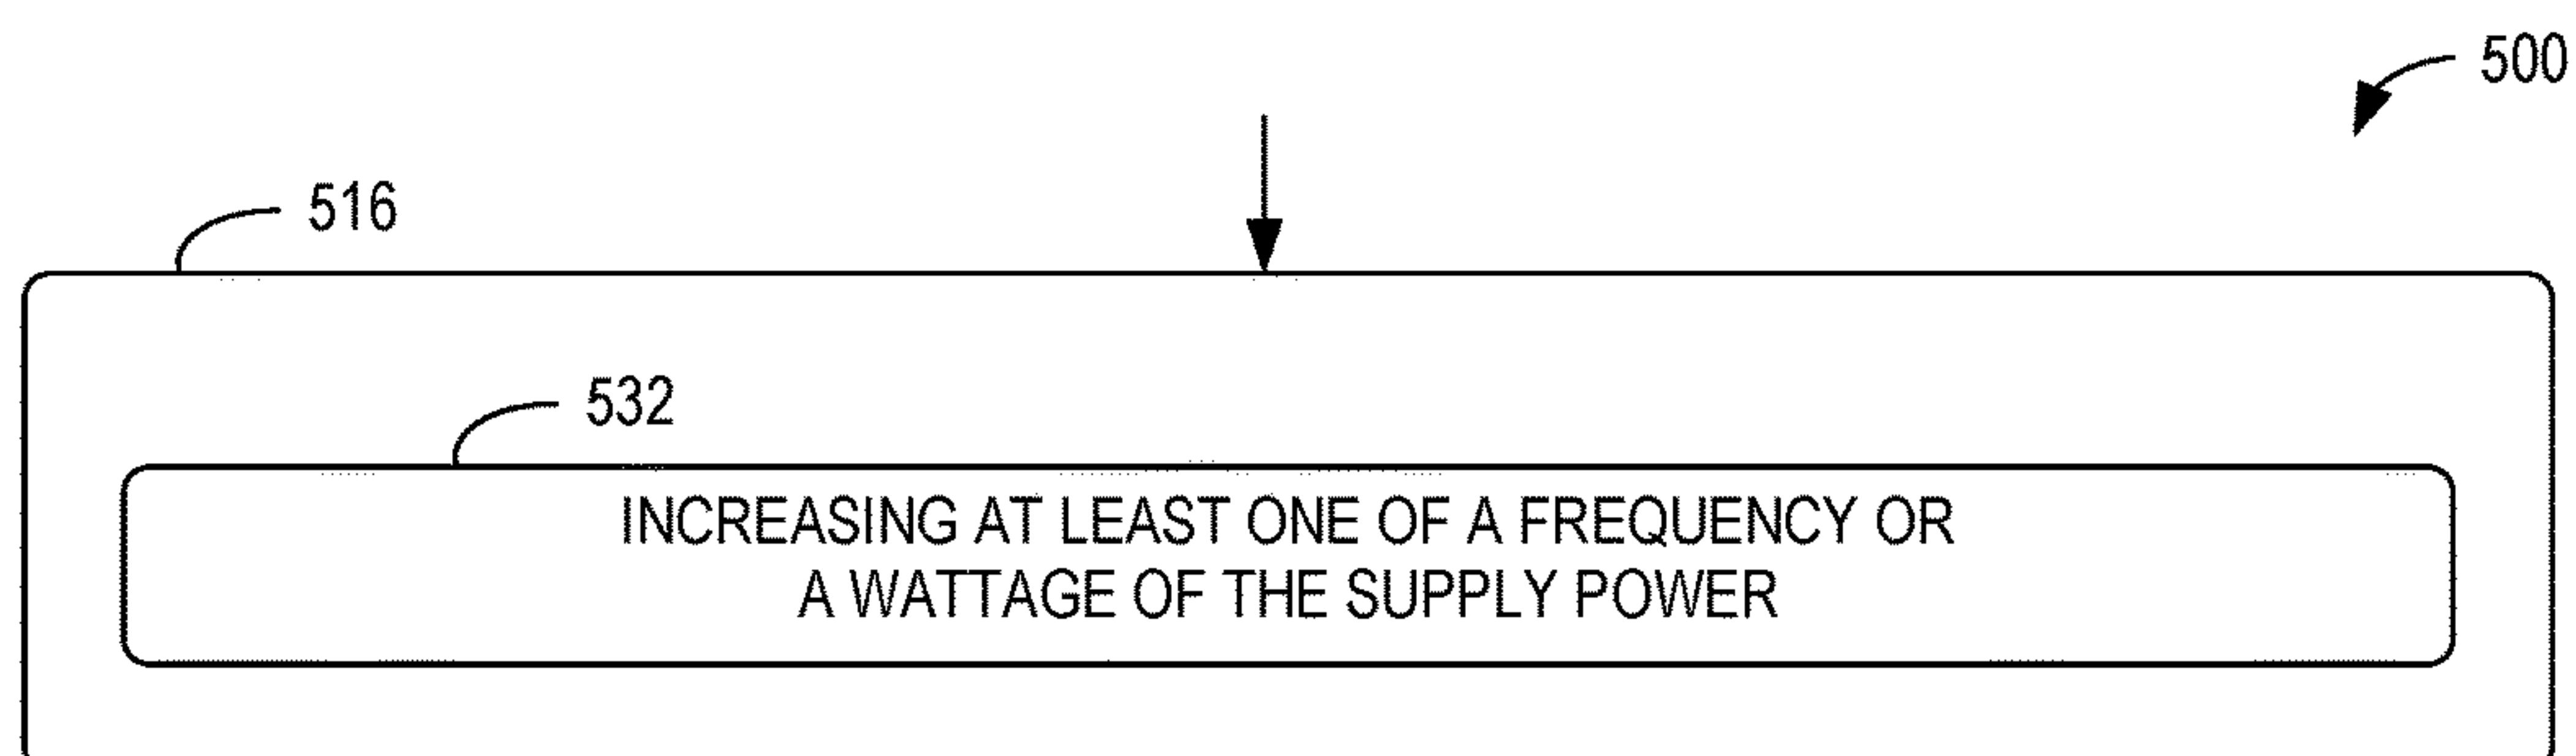 500
516
532
INCREASING AT LEAST ONE OF A FREQUENCY OR
A WATTAGE OF THE SUPPLY POWER